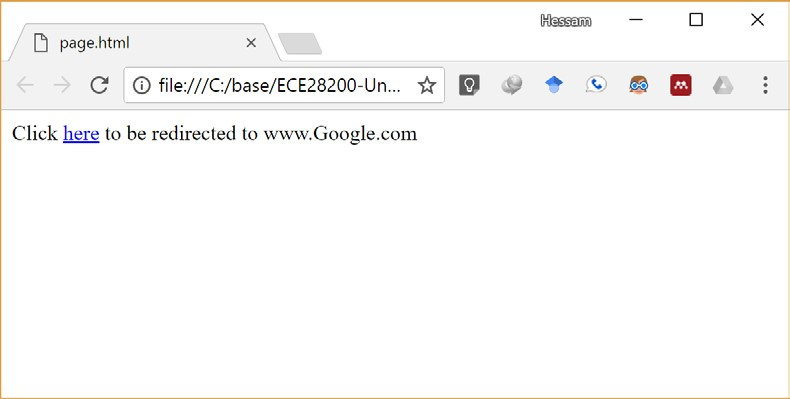 Hessam
page.html
file:///C:/base/ECE28200-Un...
Click here to be redirected to www.Google.com